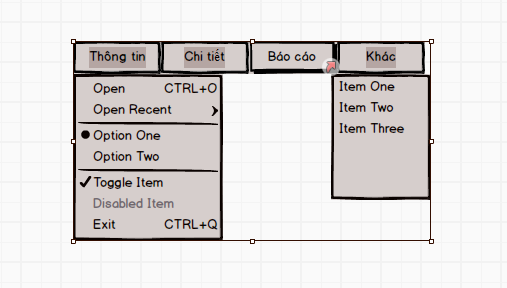 Thông tin Chi tiết Báo cáo Khác
Open CTRL+O
Open Recent
Option One
Option Two
Toggle Item
Disabled Item
Exit CTRL+Q
Item One
Item Two
Item Three